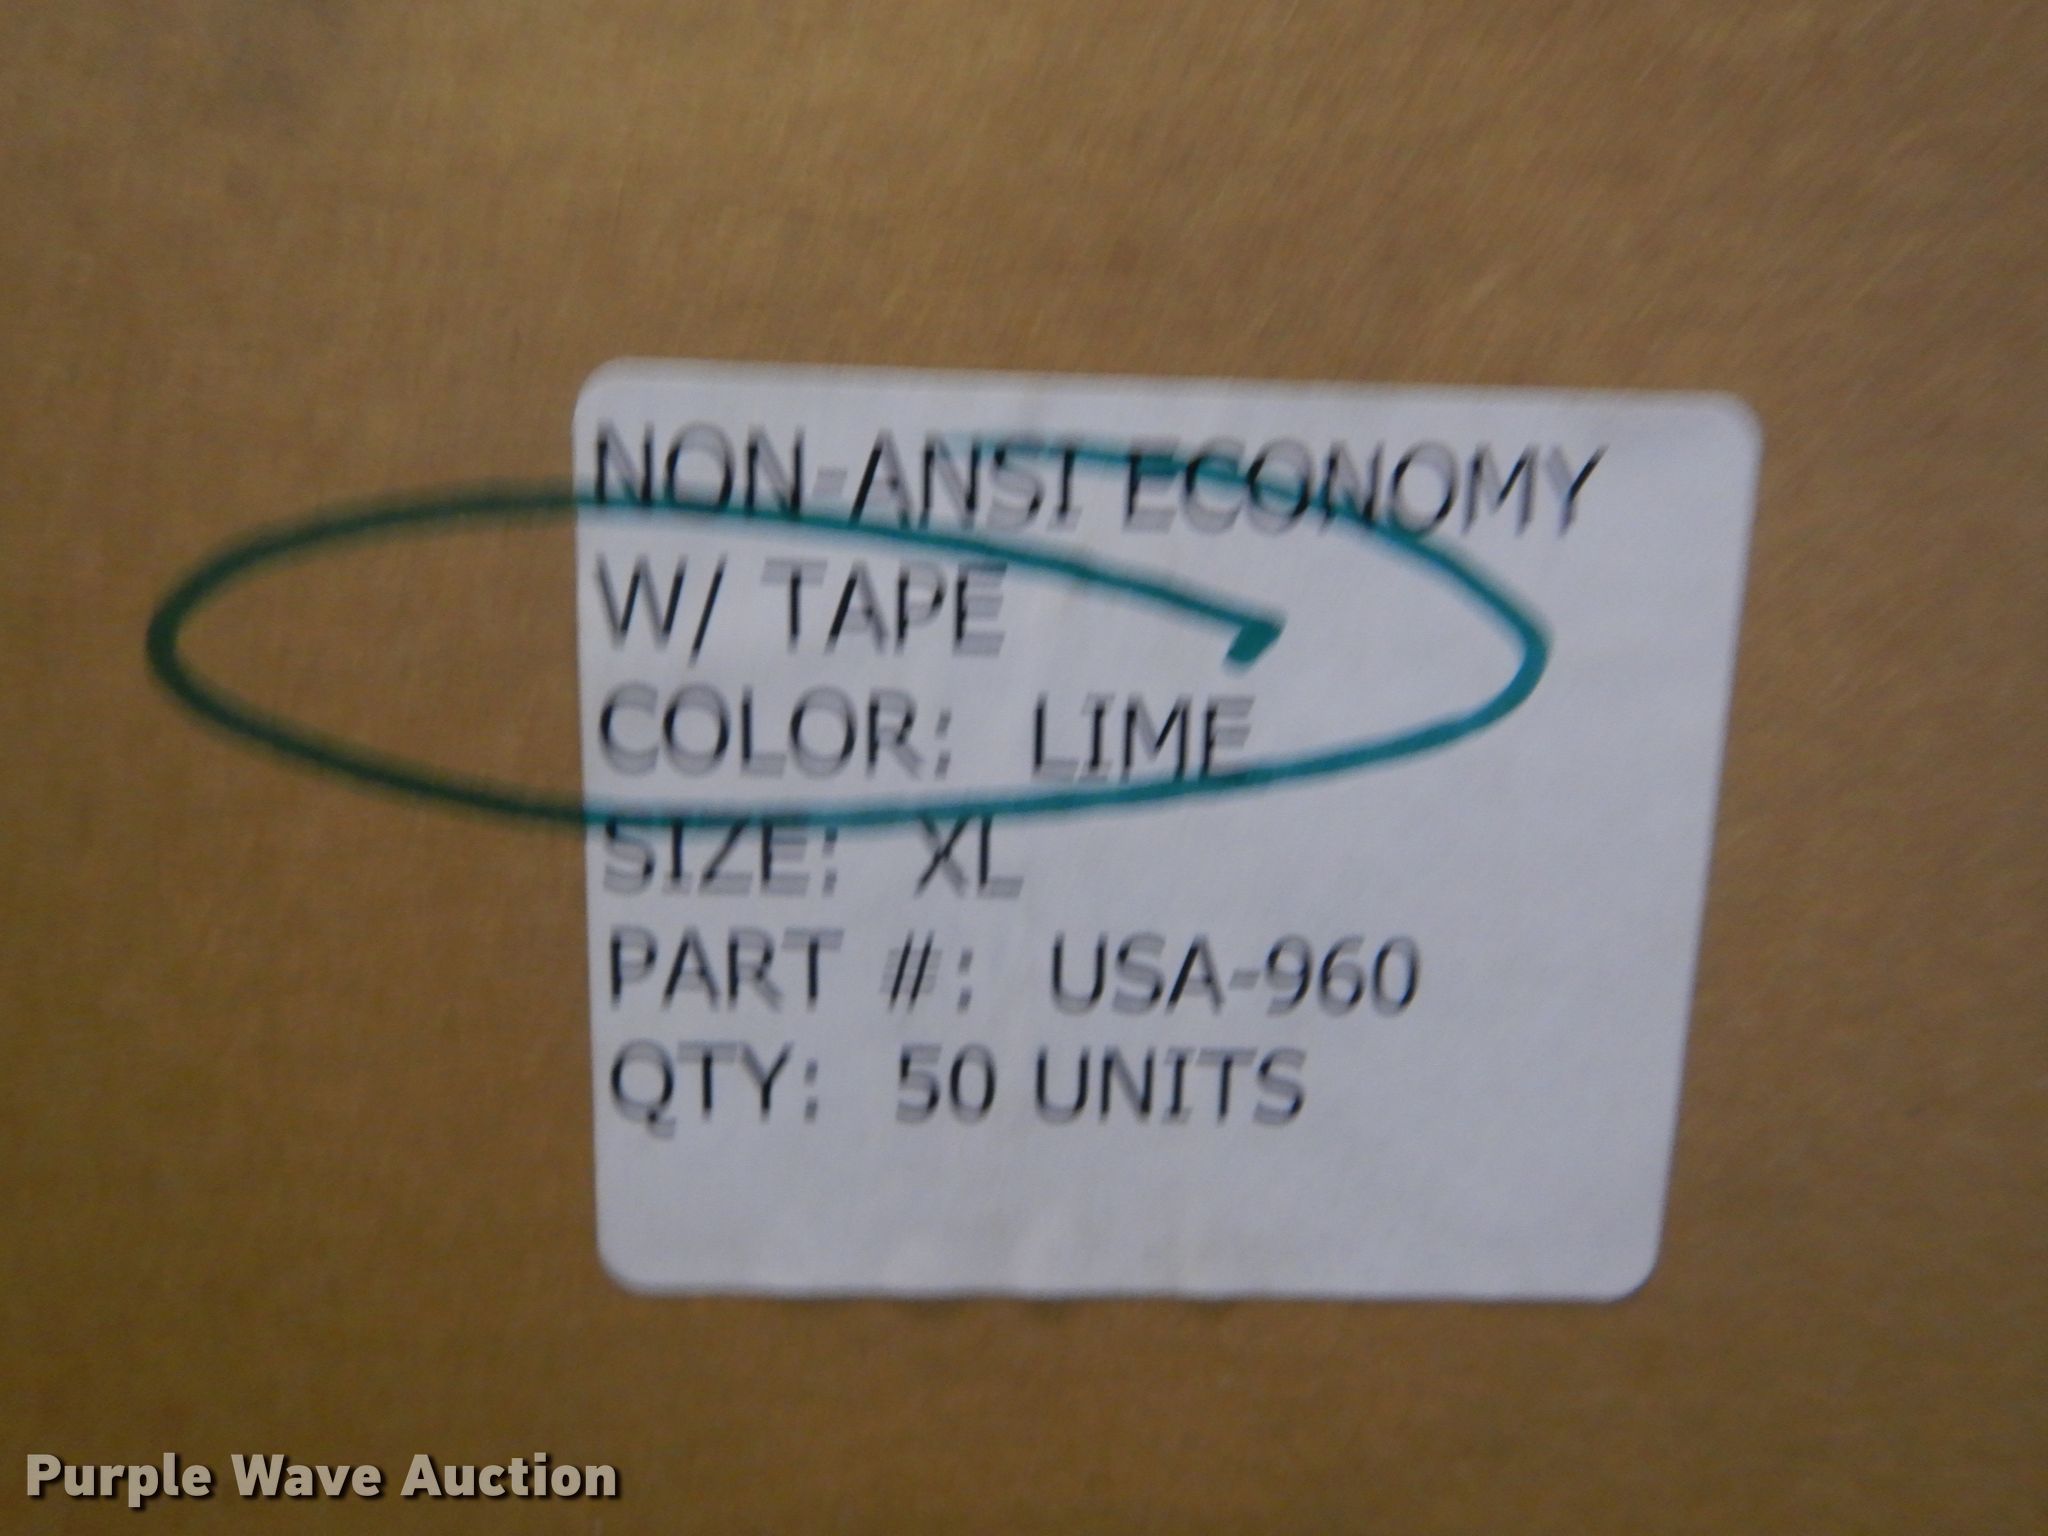 NON-ANSI ECONOMY
W/ TAPE
COLOR: LIME
SIZE: XL
PART #: USA-960
QTY: 50 UNITS
Purple Wave Auction